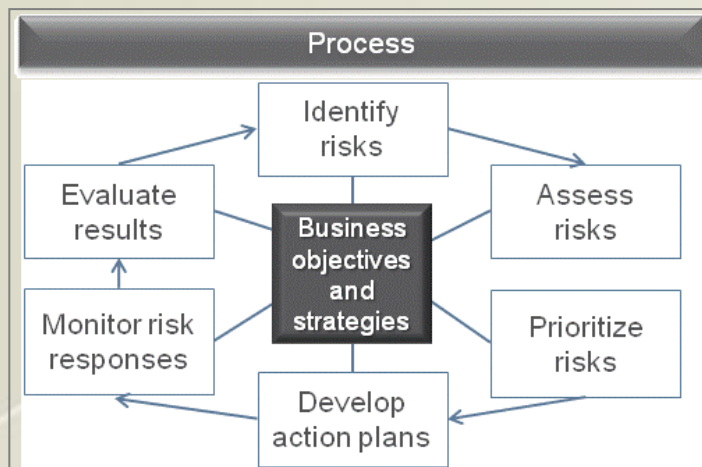 Process
Identify
risks
Assess
risks
Prioritize
risks
Develop
action plans
Monitor risk
responses
Evaluate
results
Business
objectives
and
strategies